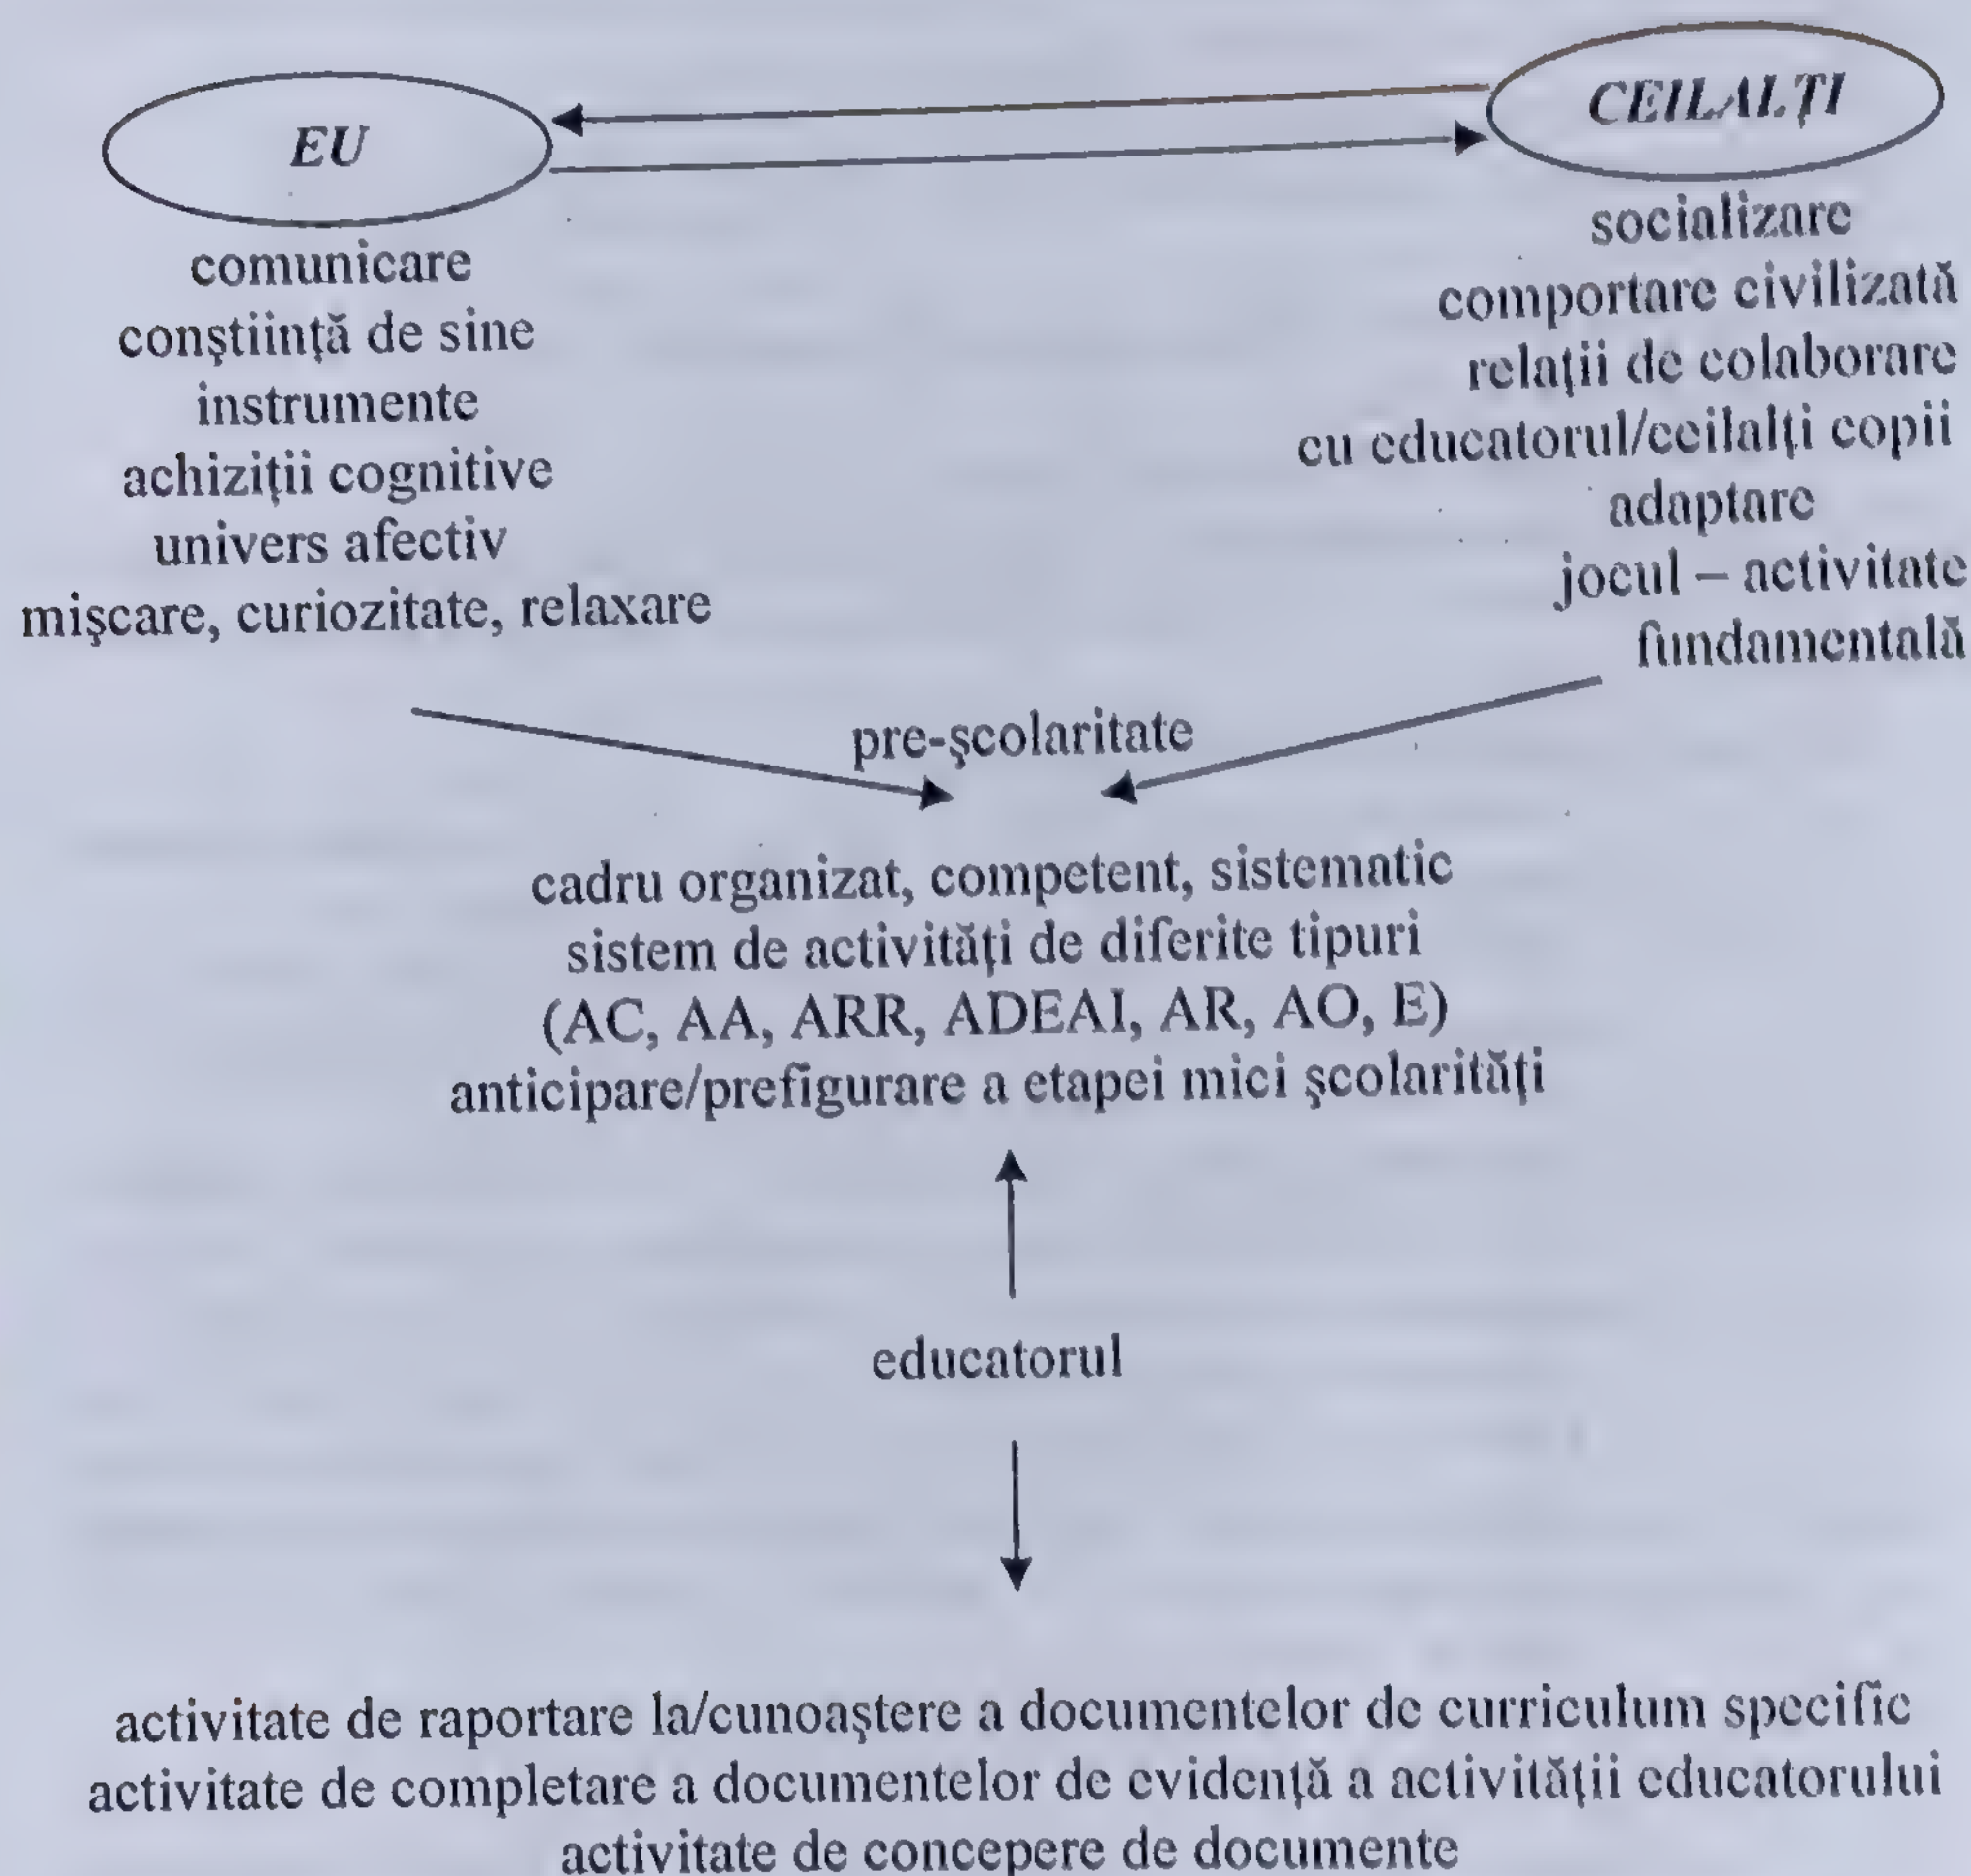 EU
comunicare
conştiinţă de sine
instrumente
achiziţii cognitive
univers afectiv
mişcare, curiozitate, relaxare
CEILALŢI
socializare
comportare civilizată
relaţii de colaborare
cu educatorul/ceilalţi copii
adaptare
jocul – activitate
fundamentală
pre-şcolaritate
cadru organizat, competent, sistematic
sistem de activităţi de diferite tipuri
(AC, AA, ARR, ADEAI, AR, AO, E)
anticipare/prefigurare a etapei mici şcolarităţi
educatorul
activitate de raportare la/cunoaştere a documentelor de curriculum specific
activitate de completare a documentelor de evidenţă a activităţii educatorului
activitate de concepere de documente